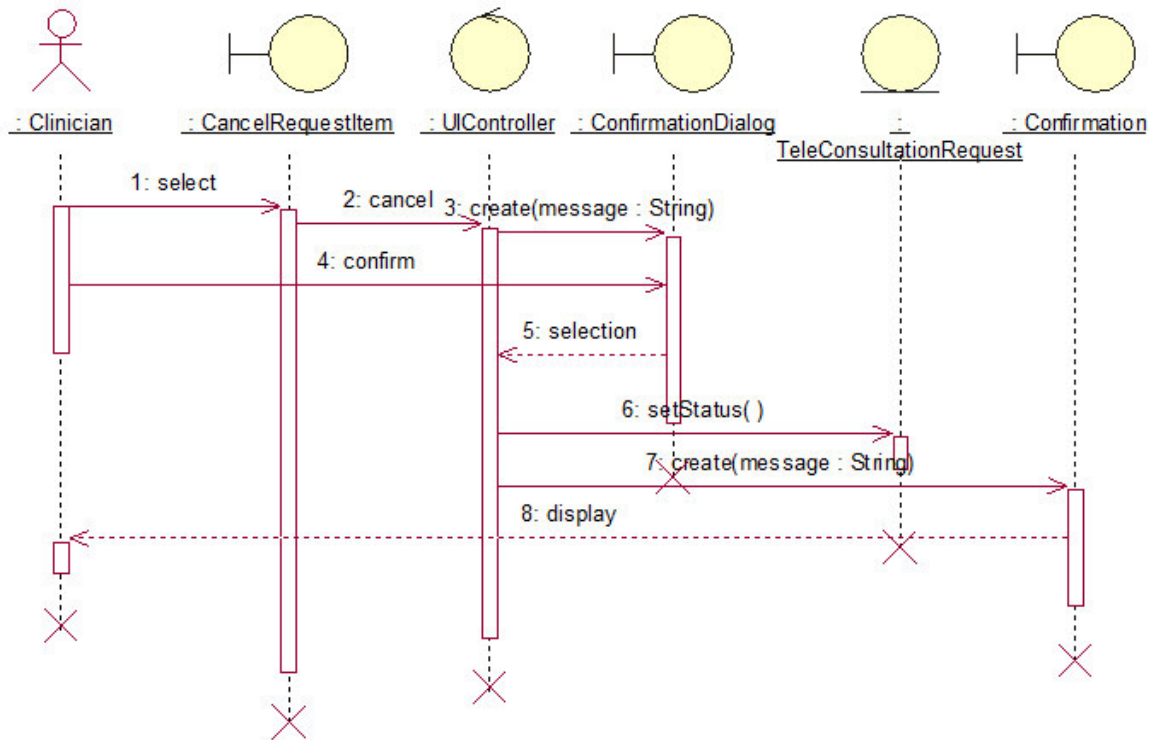 : Clinician
: CancelRequestItem
: UIController
: ConfirmationDialog
:
TeleConsultationRequest
: Confirmation
1: select
2: cancel
3: create(message : String)
4: confirm
5: selection
6: setStatus( )
7: create(message : String)
8: display